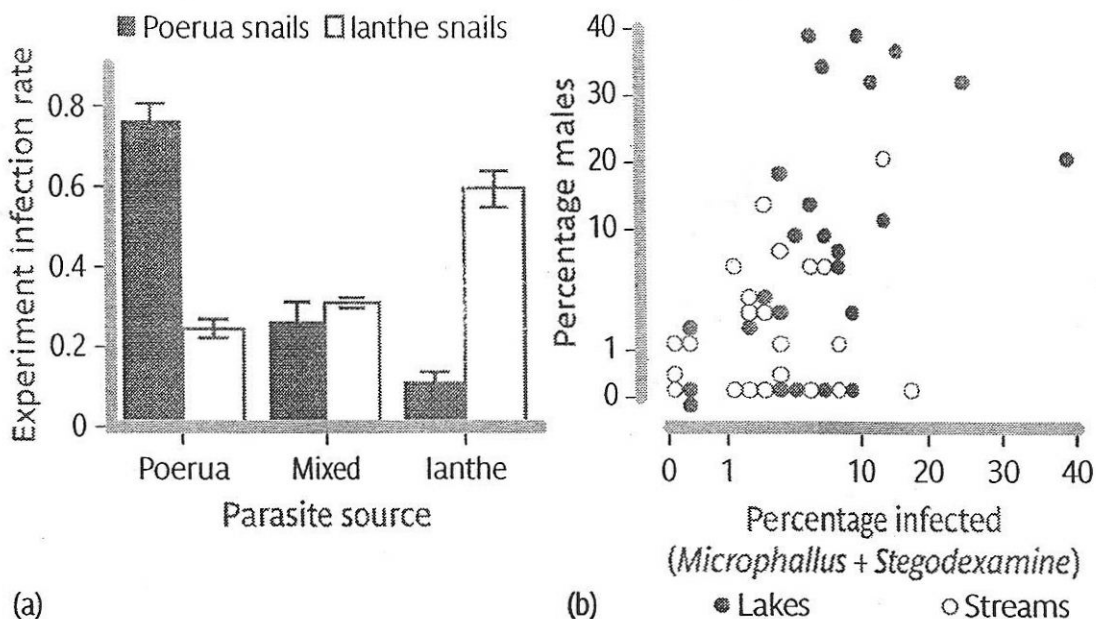 Poerua snails Ianthe snails
Experiment infection rate
0.8
0.6
0.4
0.2
0
Poerua Mixed Ianthe
Parasite source
(a)
Percentage males
40
30
20
10
1
0
0 1 10 20 30 40
Percentage infected
(Microphallus + Stegodexamine)
(b)
Lakes Streams